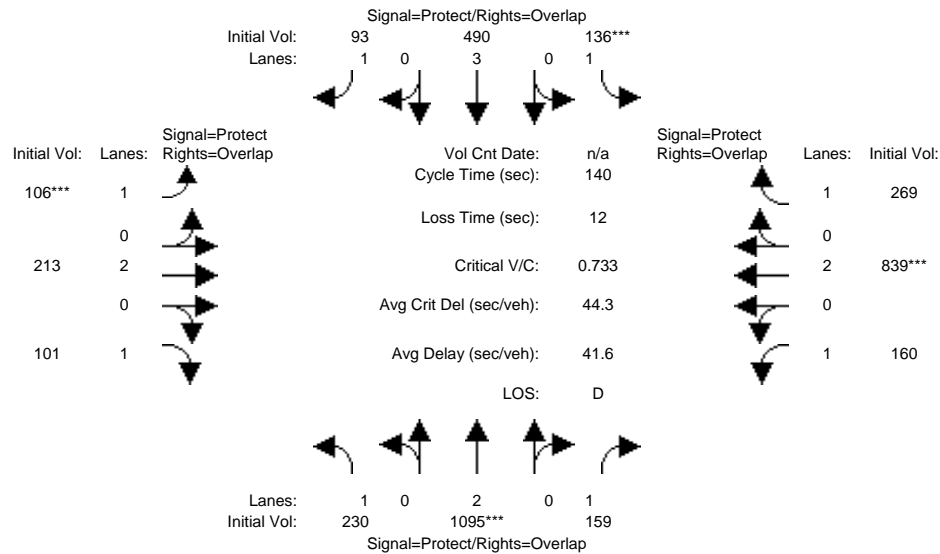 Signal=Protect/Rights=Overlap
Initial Vol: 93 490 136***
Lanes: 1 0 3 0 1
Signal=Protect Signal=Protect
Initial Vol: Lanes: Rights=Overlap Vol Cnt Date: n/a Rights=Overlap Lanes: Initial Vol:
Cycle Time (sec): 140
106*** 1 1 269
Loss Time (sec): 12
0 0
213 2 Critical V/C: 0.733 2 839***
0 Avg Crit Del (sec/veh): 44.3 0
101 1 Avg Delay (sec/veh): 41.6 1 160
LOS: D
Lanes: 1 0 2 0 1
Initial Vol: 230 1095*** 159
Signal=Protect/Rights=Overlap